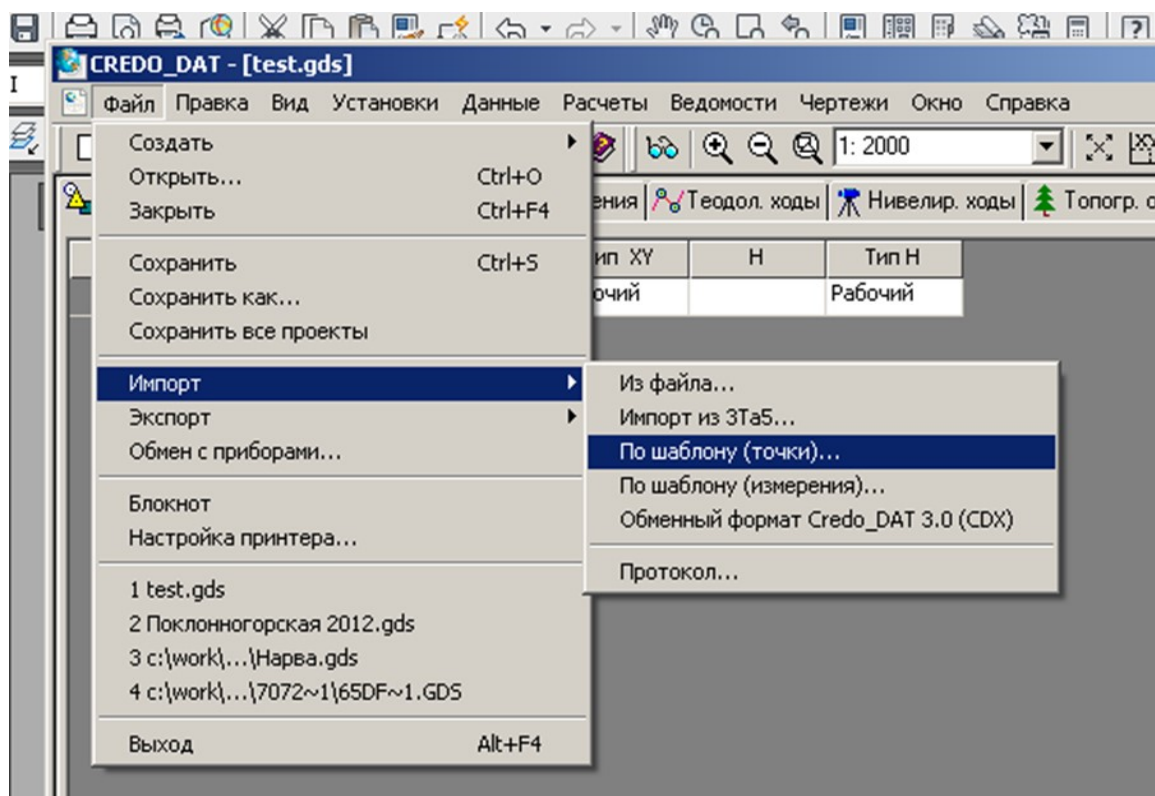 CREDO_DAT - [test.gds]
I
Файл Правка Вид Установки Данные Расчеты Ведомости Чертежи Окно Справка
1: 2000
ения Теодол. ходы Нивелир. ходы Топогр.
ип XY H Тип H
очий Рабочий
Создать
Открыть... Ctrl+O
Закрыть Ctrl+F4
Сохранить Ctrl+S
Сохранить как...
Сохранить все проекты
Импорт
Экспорт
Обмен с приборами...
Блокнот
Настройка принтера...
1 test.gds
2 Поклонногорская 2012.gds
3 c:\work\...\Нарва.gds
4 c:\work\...\7072~1\65DF~1.GDS
Выход Alt+F4
Из файла...
Импорт из 3Та5...
По шаблону (точки)...
По шаблону (измерения)...
Обменный формат Credo_DAT 3.0 (CDX)
Протокол...